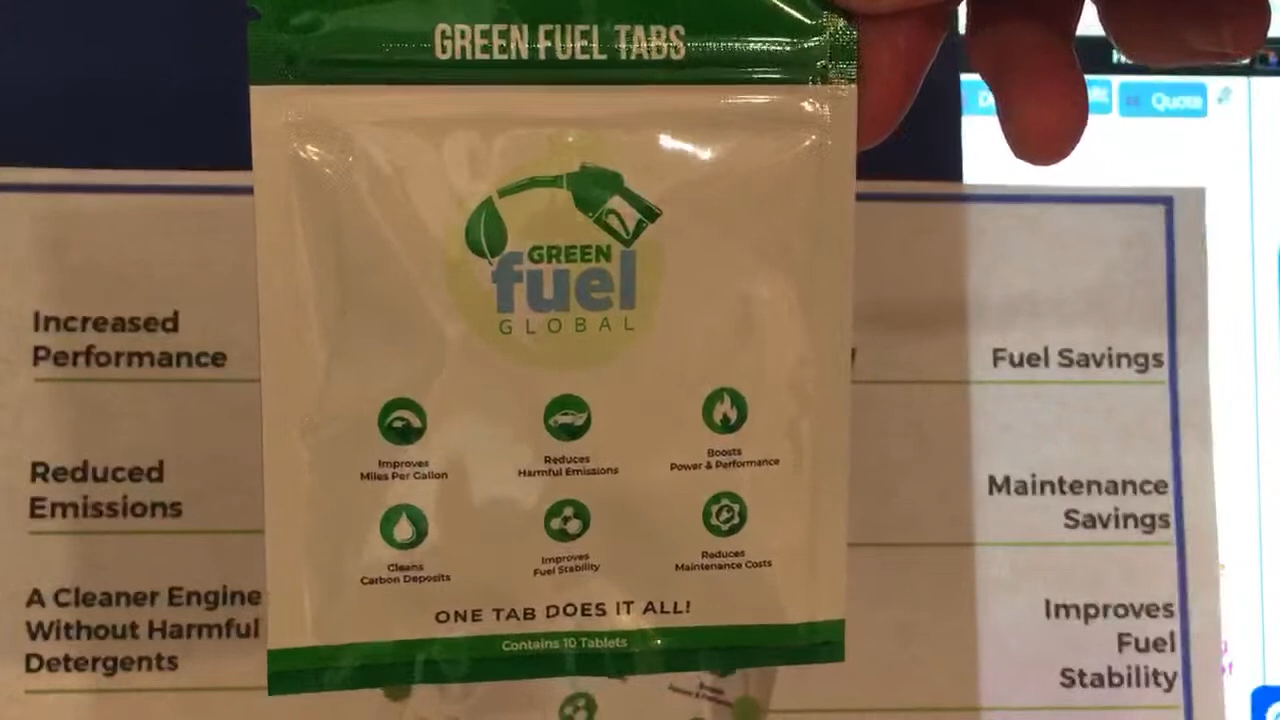 GREEN FUEL TABS
Quote
GREEN
fuel
GLOBAL
Improves
Miles Per Gallon
Reduces
Harmful Emissions
Boosts
Power & Performance
Cleans
Carbon Deposits
Improves
Fuel Stability
Reduces
Maintenance Costs
ONE TAB DOES IT ALL!
Contains 10 Tablets
Increased
Performance
Reduced
Emissions
A Cleaner Engine
Without Harmful
Detergents
Fuel Savings
Maintenance
Savings
Improves
Fuel
Stability